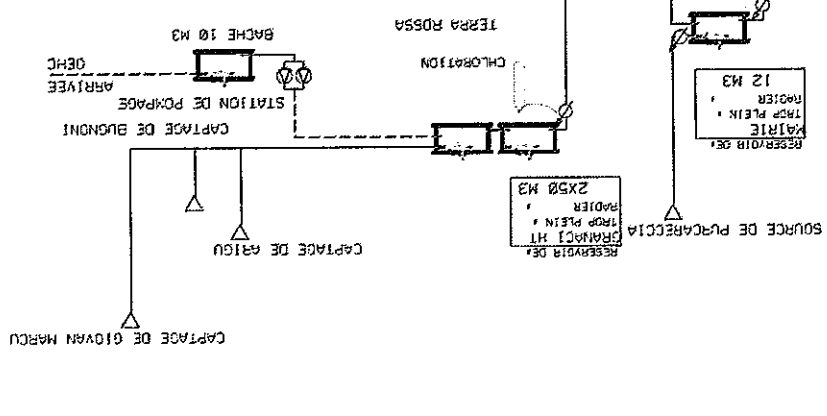 CAPTAGE DE GIOVAN MARCU
CAPTAGE DE ARIGU
RESERVOIR DE:
GRANACI HT
TROP PLEIN :
RADIER :
2X50 M3
SOURCE DE PURCARECCIA
RESERVOIR DE:
MAIRIE
TROP PLEIN :
RADIER :
12 M3
CAPTAGE DE BUGNONI
STATION DE POMPAGE
ARRIVEE
OEHC
BACHE 10 M3
CHLORATION
TERRA ROSSA